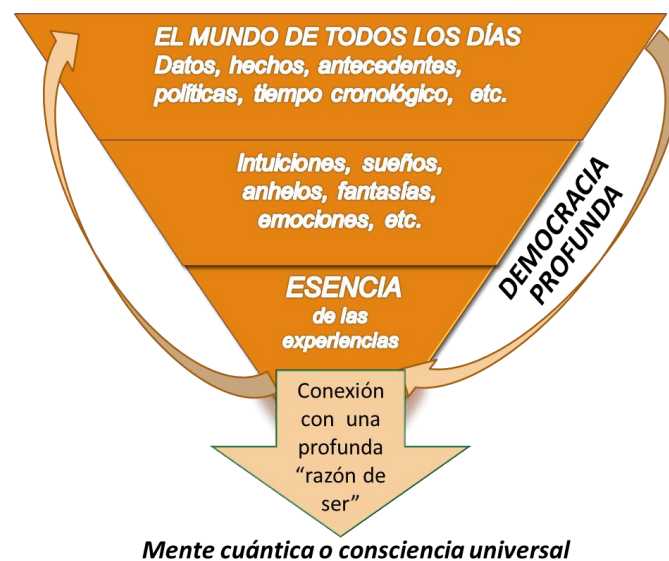 EL MUNDO DE TODOS LOS DÍAS
Datos, hechos, antecedentes,
políticas, tiempo cronológico, etc.
Intuiciones, sueños,
anhelos, fantasías,
emociones, etc.
DEMOCRACIA
PROFUNDA
ESENCIA
de las
experiencias
Conexión
con una
profunda
“razón de
ser”
Mente cuántica o consciencia universal